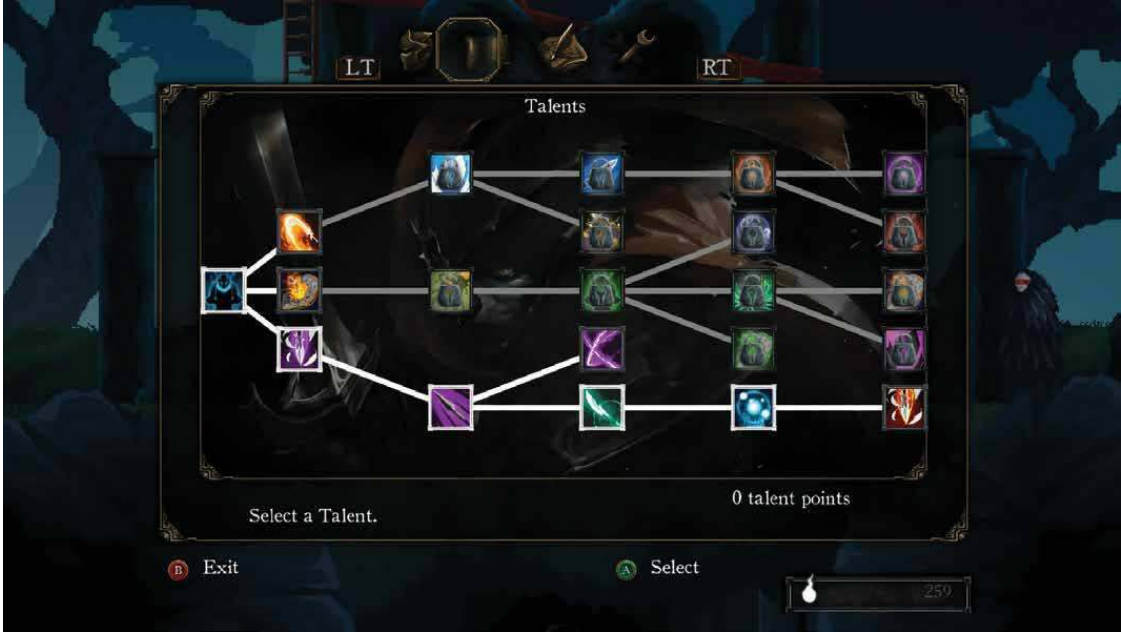 LT
RT
Talents
0 talent points
Select a Talent.
B Exit
A Select
259